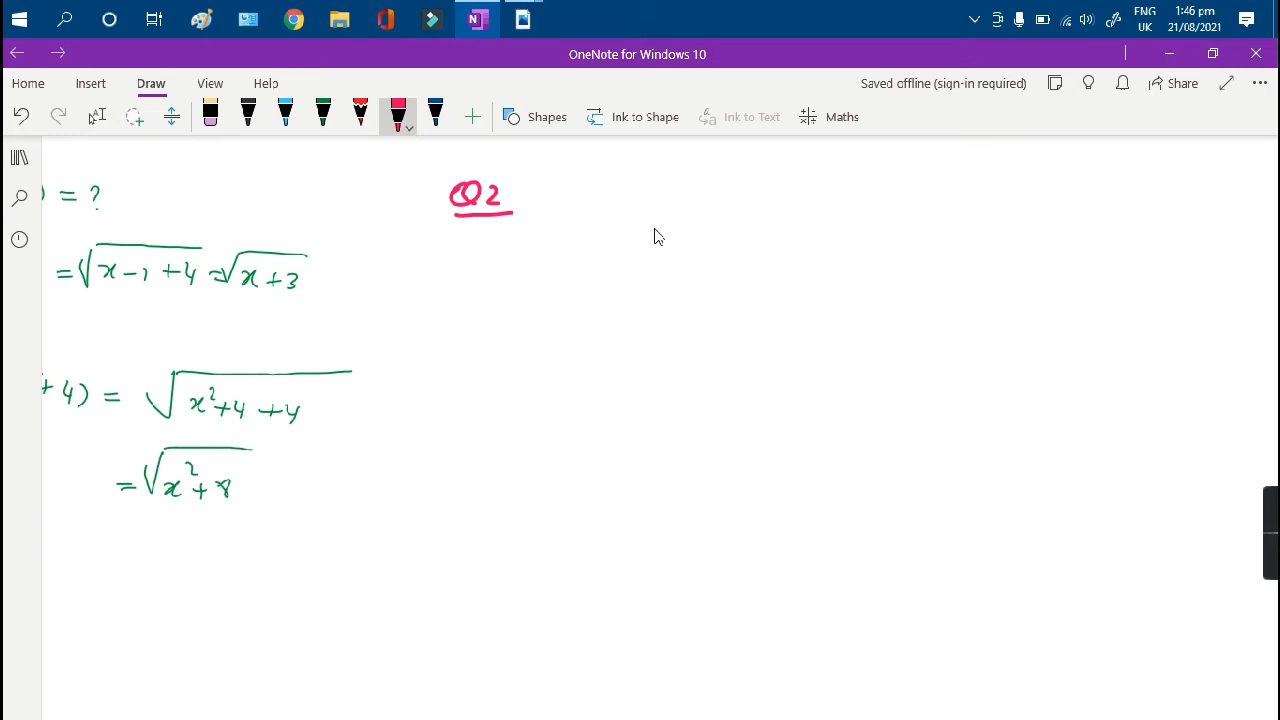 ENG 1:46 pm
UK 21/08/2021
OneNote for Windows 10
Home Insert Draw View Help Saved offline (sign-in required) Share
Shapes Ink to Shape Ink to Text Maths
) = ?
Q2
= √(x-1+4) = √(x+3)
+ 4) = √(x²+4+4)
= √(x²+8)